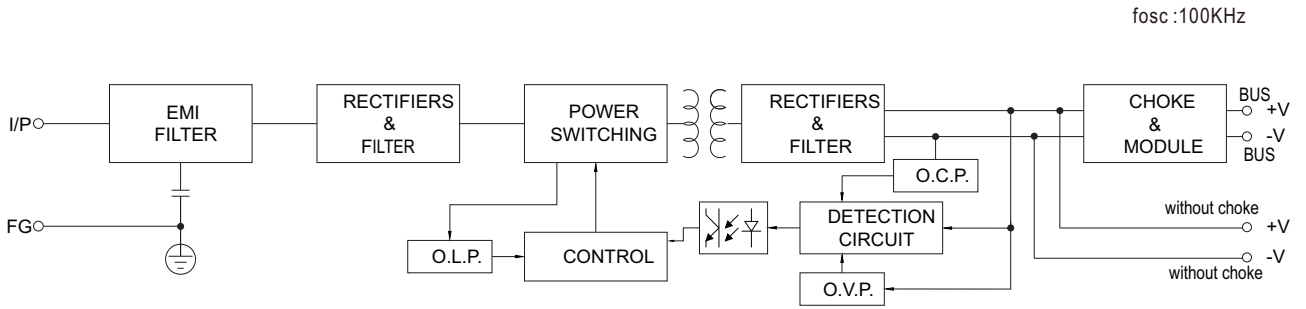 fosc :100KHz
I/P
EMI
FILTER
RECTIFIERS
&
FILTER
POWER
SWITCHING
RECTIFIERS
&
FILTER
CHOKE
&
MODULE
BUS
+V
-V
BUS
O.C.P.
FG
O.L.P.
CONTROL
DETECTION
CIRCUIT
O.V.P.
without choke
+V
-V
without choke